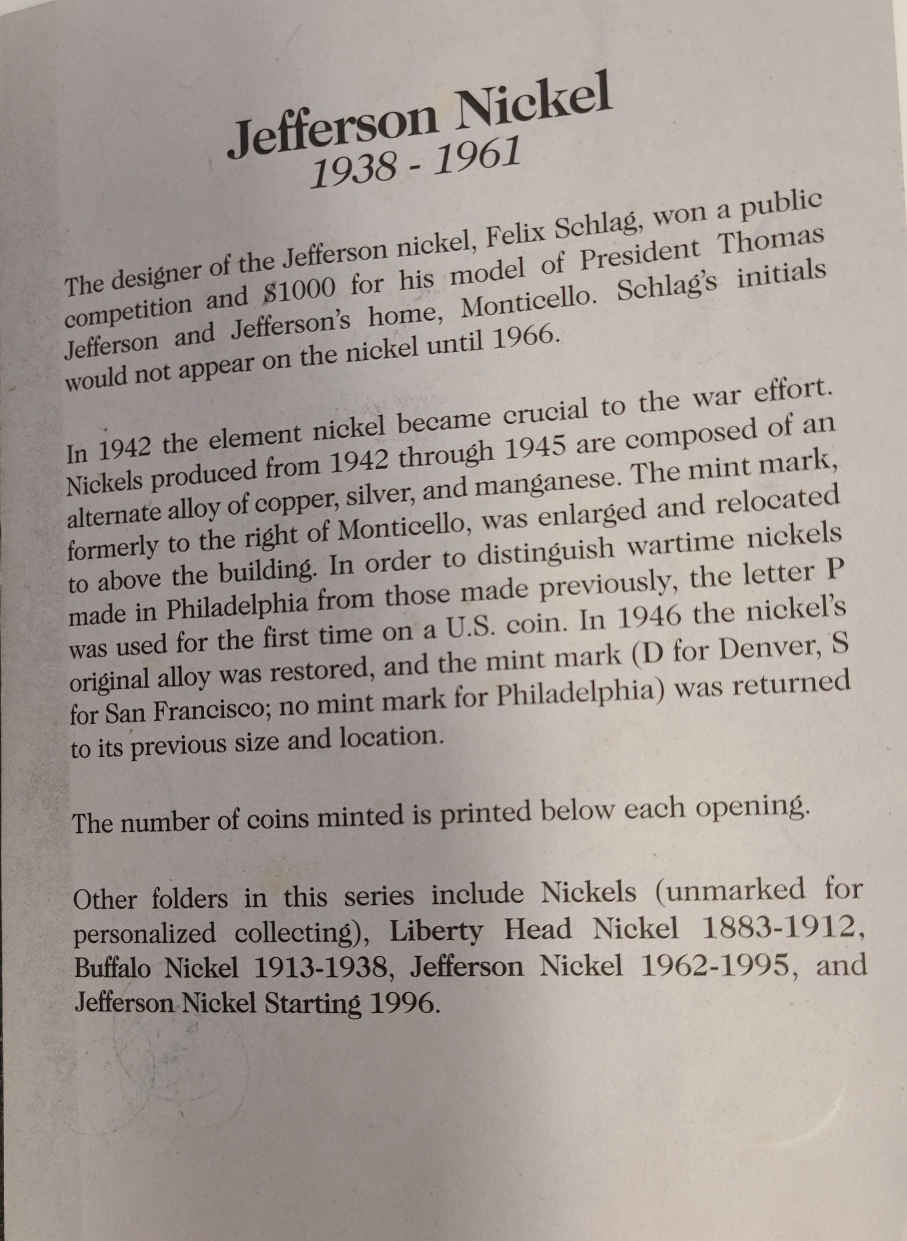 Jefferson Nickel
1938 - 1961
The designer of the Jefferson nickel, Felix Schlag, won a public
competition and $1000 for his model of President Thomas
Jefferson and Jefferson's home, Monticello. Schlag's initials
would not appear on the nickel until 1966.
In 1942 the element nickel became crucial to the war effort.
Nickels produced from 1942 through 1945 are composed of an
alternate alloy of copper, silver, and manganese. The mint mark,
formerly to the right of Monticello, was enlarged and relocated
to above the building. In order to distinguish wartime nickels
made in Philadelphia from those made previously, the letter P
was used for the first time on a U.S. coin. In 1946 the nickel's
original alloy was restored, and the mint mark (D for Denver, S
for San Francisco; no mint mark for Philadelphia) was returned
to its previous size and location.
The number of coins minted is printed below each opening.
Other folders in this series include Nickels (unmarked for
personalized collecting), Liberty Head Nickel 1883-1912,
Buffalo Nickel 1913-1938, Jefferson Nickel 1962-1995, and
Jefferson Nickel Starting 1996.